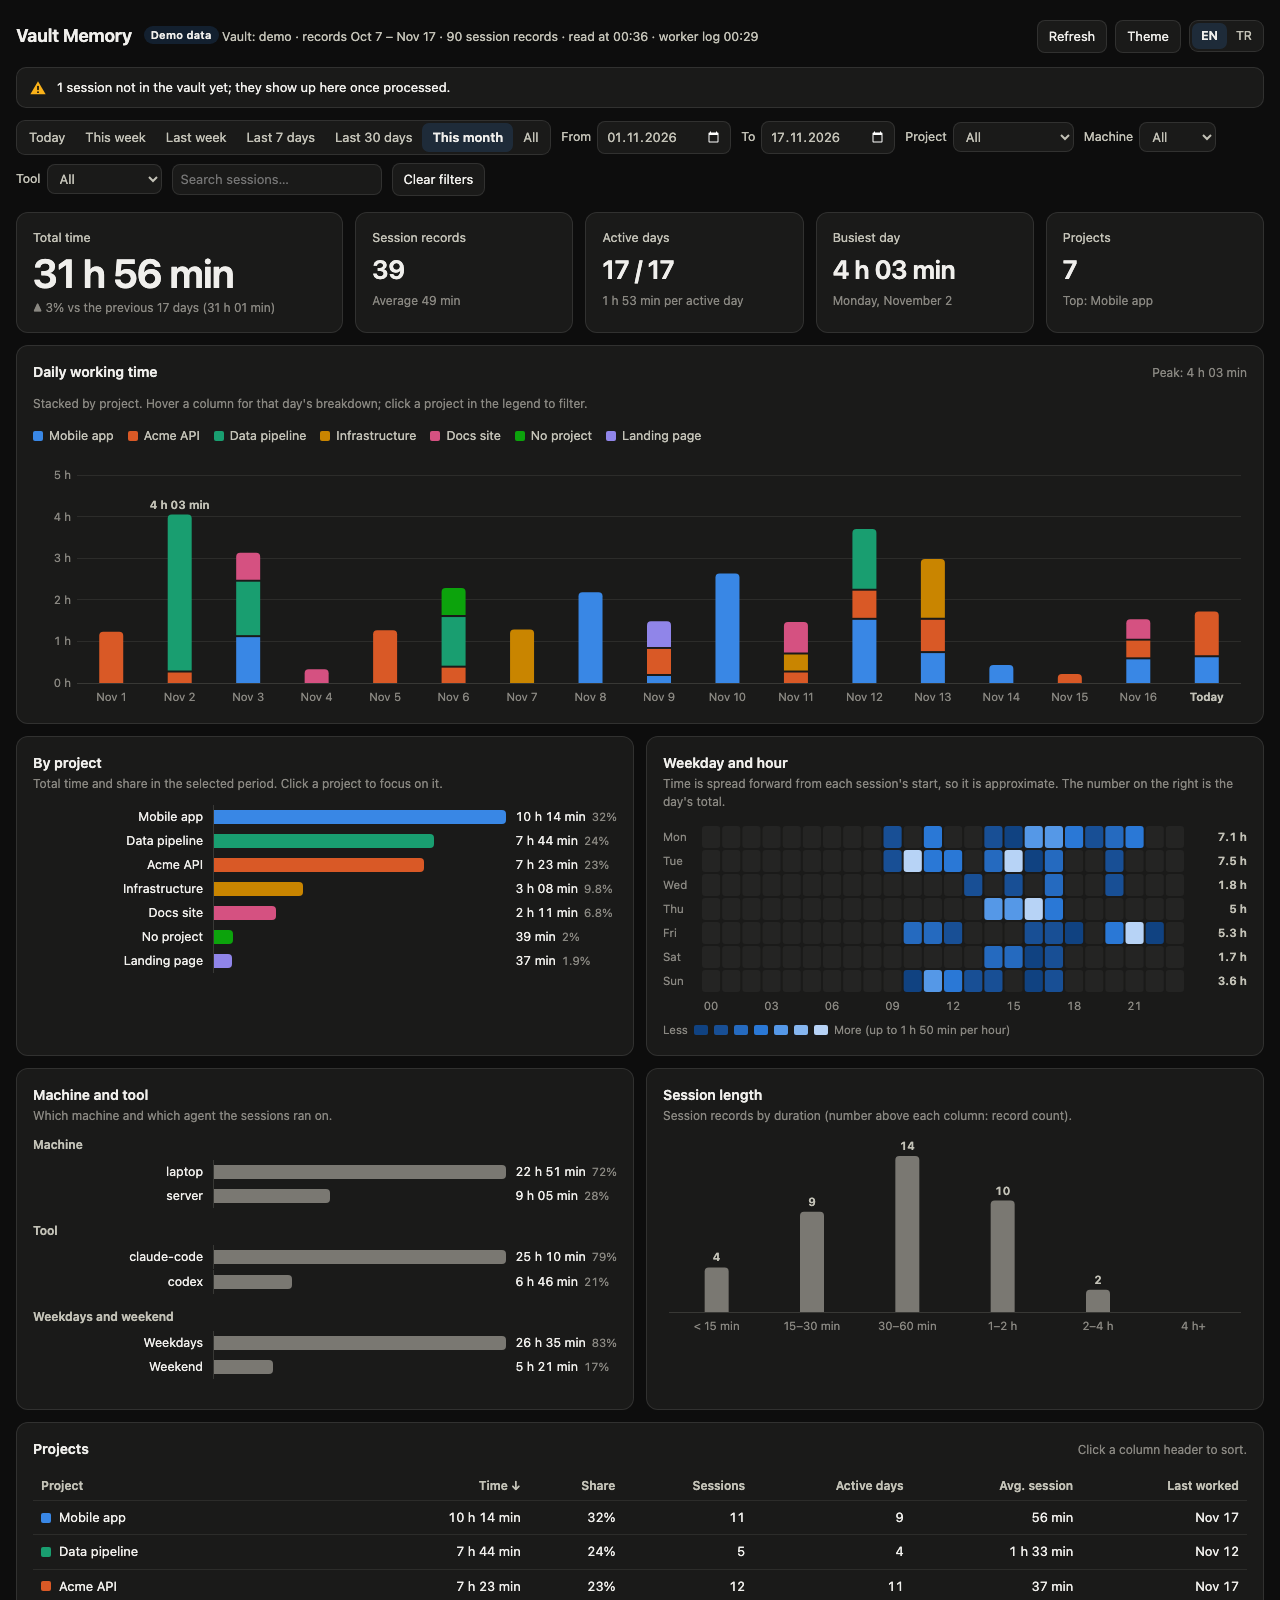 Vault Memory Demo data Vault: demo · records Oct 7 – Nov 17 · 90 session records · read at 00:36 · worker log 00:29 Refresh Theme EN TR
1 session not in the vault yet; they show up here once processed.
Today This week Last week Last 7 days Last 30 days This month All From 01.11.2026 To 17.11.2026 Project All Machine All
Tool All Search sessions... Clear filters
Total time Session records Active days Busiest day Projects
31 h 56 min 39 17 / 17 4 h 03 min 7
▲ 3% vs the previous 17 days (31 h 01 min) Average 49 min 1 h 53 min per active day Monday, November 2 Top: Mobile app
Daily working time Peak: 4 h 03 min
Stacked by project. Hover a column for that day's breakdown; click a project in the legend to filter.
Mobile app Acme API Data pipeline Infrastructure Docs site No project Landing page
5 h
4 h 03 min
4 h
3 h
2 h
1 h
0 h
Nov 1 Nov 2 Nov 3 Nov 4 Nov 5 Nov 6 Nov 7 Nov 8 Nov 9 Nov 10 Nov 11 Nov 12 Nov 13 Nov 14 Nov 15 Nov 16 Today
By project
Total time and share in the selected period. Click a project to focus on it.
Mobile app 10 h 14 min 32%
Data pipeline 7 h 44 min 24%
Acme API 7 h 23 min 23%
Infrastructure 3 h 08 min 9.8%
Docs site 2 h 11 min 6.8%
No project 39 min 2%
Landing page 37 min 1.9%
Weekday and hour
Time is spread forward from each session's start, so it is approximate. The number on the right is the
day's total.
Mon 7.1 h
Tue 7.5 h
Wed 1.8 h
Thu 5 h
Fri 5.3 h
Sat 1.7 h
Sun 3.6 h
00 03 06 09 12 15 18 21
Less More (up to 1 h 50 min per hour)
Machine and tool
Which machine and which agent the sessions ran on.
Machine
laptop 22 h 51 min 72%
server 9 h 05 min 28%
Tool
claude-code 25 h 10 min 79%
codex 6 h 46 min 21%
Weekdays and weekend
Weekdays 26 h 35 min 83%
Weekend 5 h 21 min 17%
Session length
Session records by duration (number above each column: record count).
4 9 14 10 2
< 15 min 15–30 min 30–60 min 1–2 h 2–4 h 4 h+
Projects Click a column header to sort.
Project Time ↓ Share Sessions Active days Avg. session Last worked
Mobile app 10 h 14 min 32% 11 9 56 min Nov 17
Data pipeline 7 h 44 min 24% 5 4 1 h 33 min Nov 12
Acme API 7 h 23 min 23% 12 11 37 min Nov 17